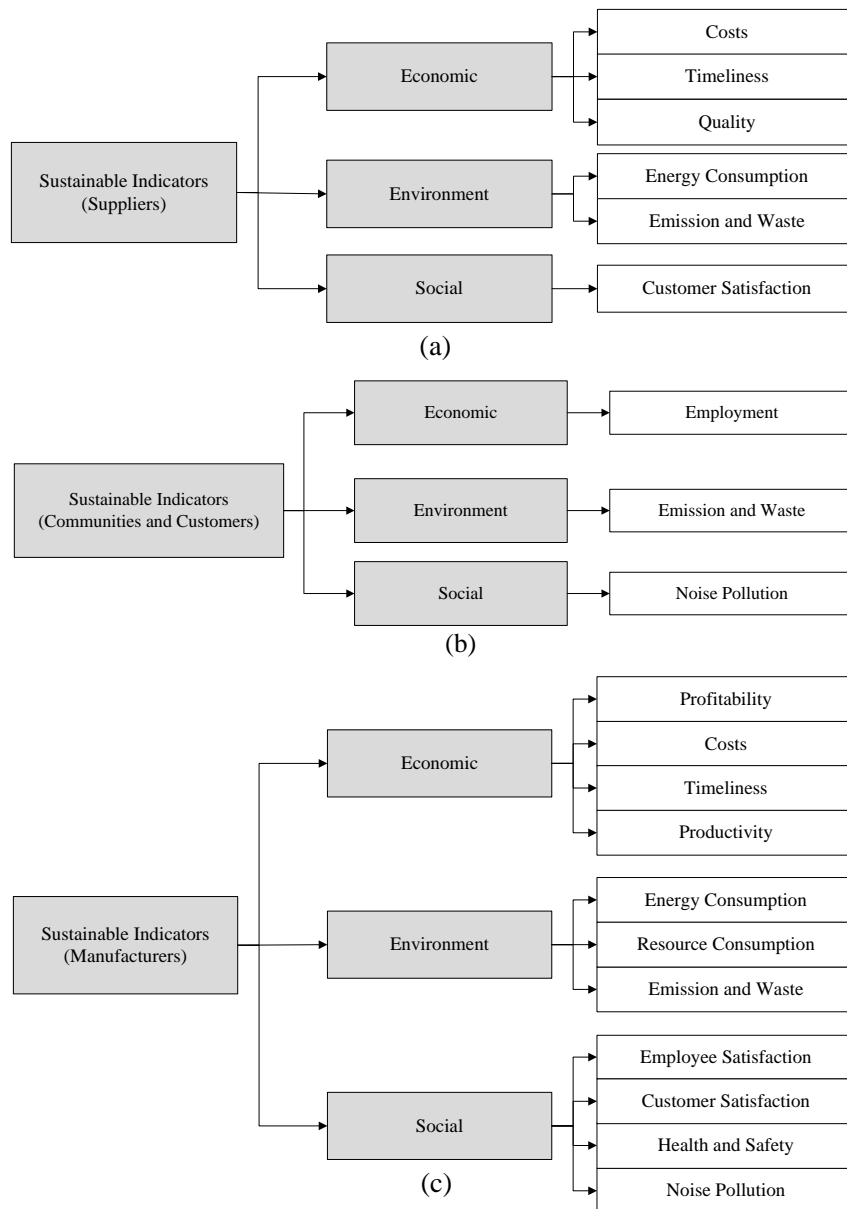 Economic
Costs
Timeliness
Quality
Sustainable Indicators
(Suppliers)
Environment
Energy Consumption
Emission and Waste
Social
Customer Satisfaction
(a)
Economic
Employment
Sustainable Indicators
(Communities and Customers)
Environment
Emission and Waste
Social
Noise Pollution
(b)
Economic
Profitability
Costs
Timeliness
Productivity
Sustainable Indicators
(Manufacturers)
Environment
Energy Consumption
Resource Consumption
Emission and Waste
Social
Employee Satisfaction
Customer Satisfaction
Health and Safety
Noise Pollution
(c)